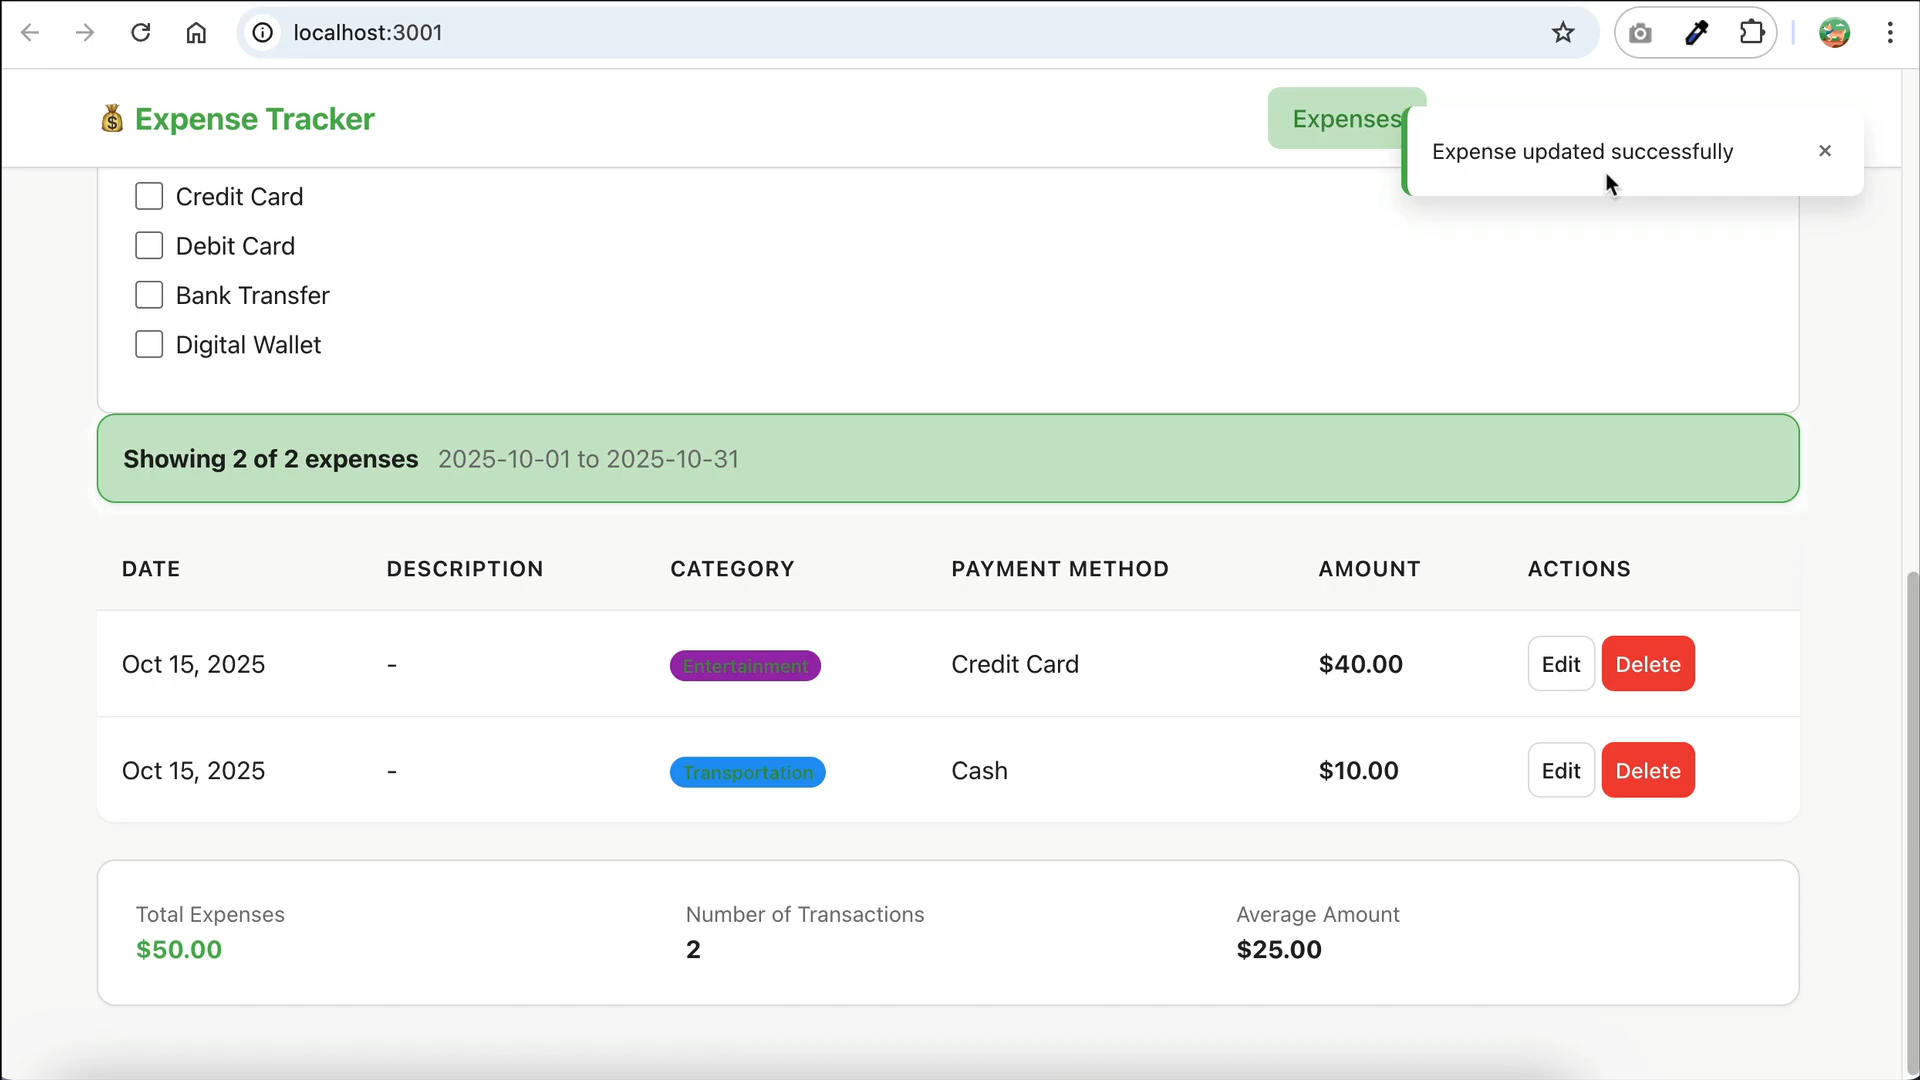 localhost:3001
Expense Tracker
Expenses
Expense updated successfully
Credit Card
Debit Card
Bank Transfer
Digital Wallet
Showing 2 of 2 expenses 2025-10-01 to 2025-10-31
DATE DESCRIPTION CATEGORY PAYMENT METHOD AMOUNT ACTIONS
Oct 15, 2025 - Entertainment Credit Card $40.00 Edit Delete
Oct 15, 2025 - Transportation Cash $10.00 Edit Delete
Total Expenses Number of Transactions Average Amount
$50.00 2 $25.00